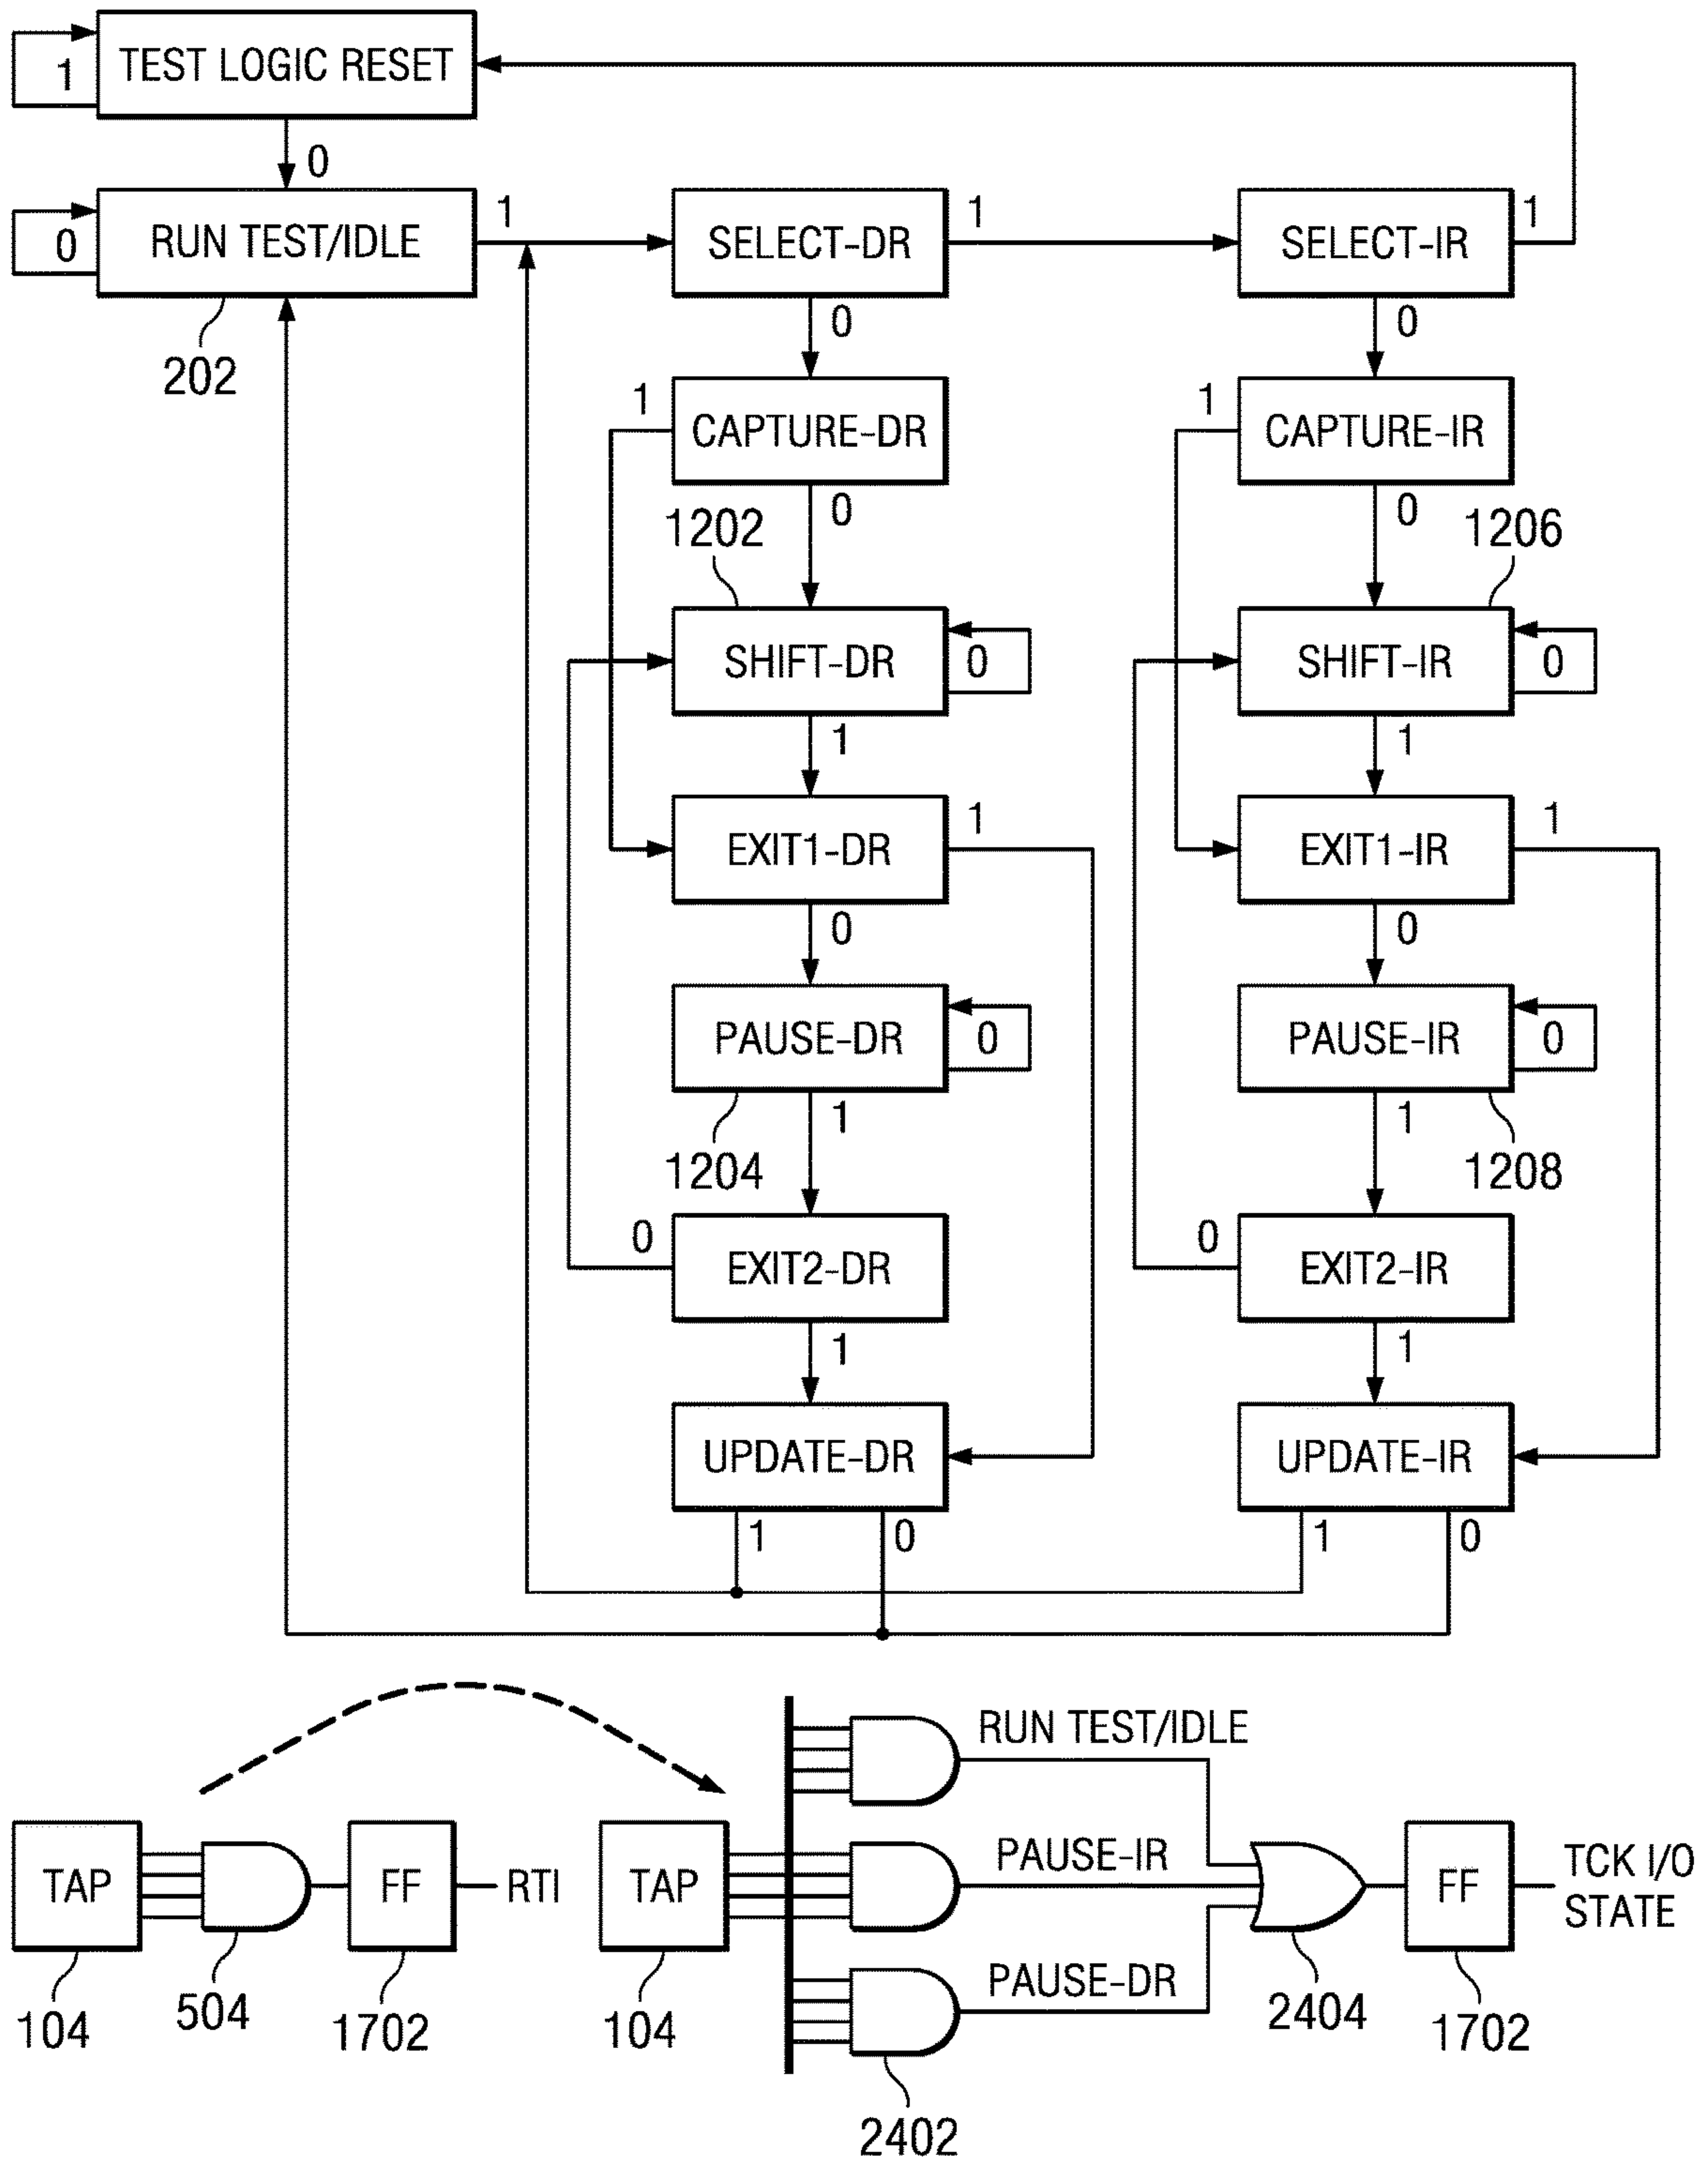 TEST LOGIC RESET
1
0
RUN TEST/IDLE
0
1
SELECT-DR
1
SELECT-IR
1
202
0
0
1
CAPTURE-DR
1
CAPTURE-IR
0
0
1202
1206
SHIFT-DR
0
SHIFT-IR
0
1
1
EXIT1-DR
1
EXIT1-IR
1
0
0
PAUSE-DR
0
PAUSE-IR
0
1204
1
1
1208
0
EXIT2-DR
0
EXIT2-IR
1
1
UPDATE-DR
UPDATE-IR
1
0
1
0
RUN TEST/IDLE
PAUSE-IR
TAP
FF
RTI
TAP
FF
TCK I/O
STATE
PAUSE-DR
104
504
1702
104
2404
1702
2402